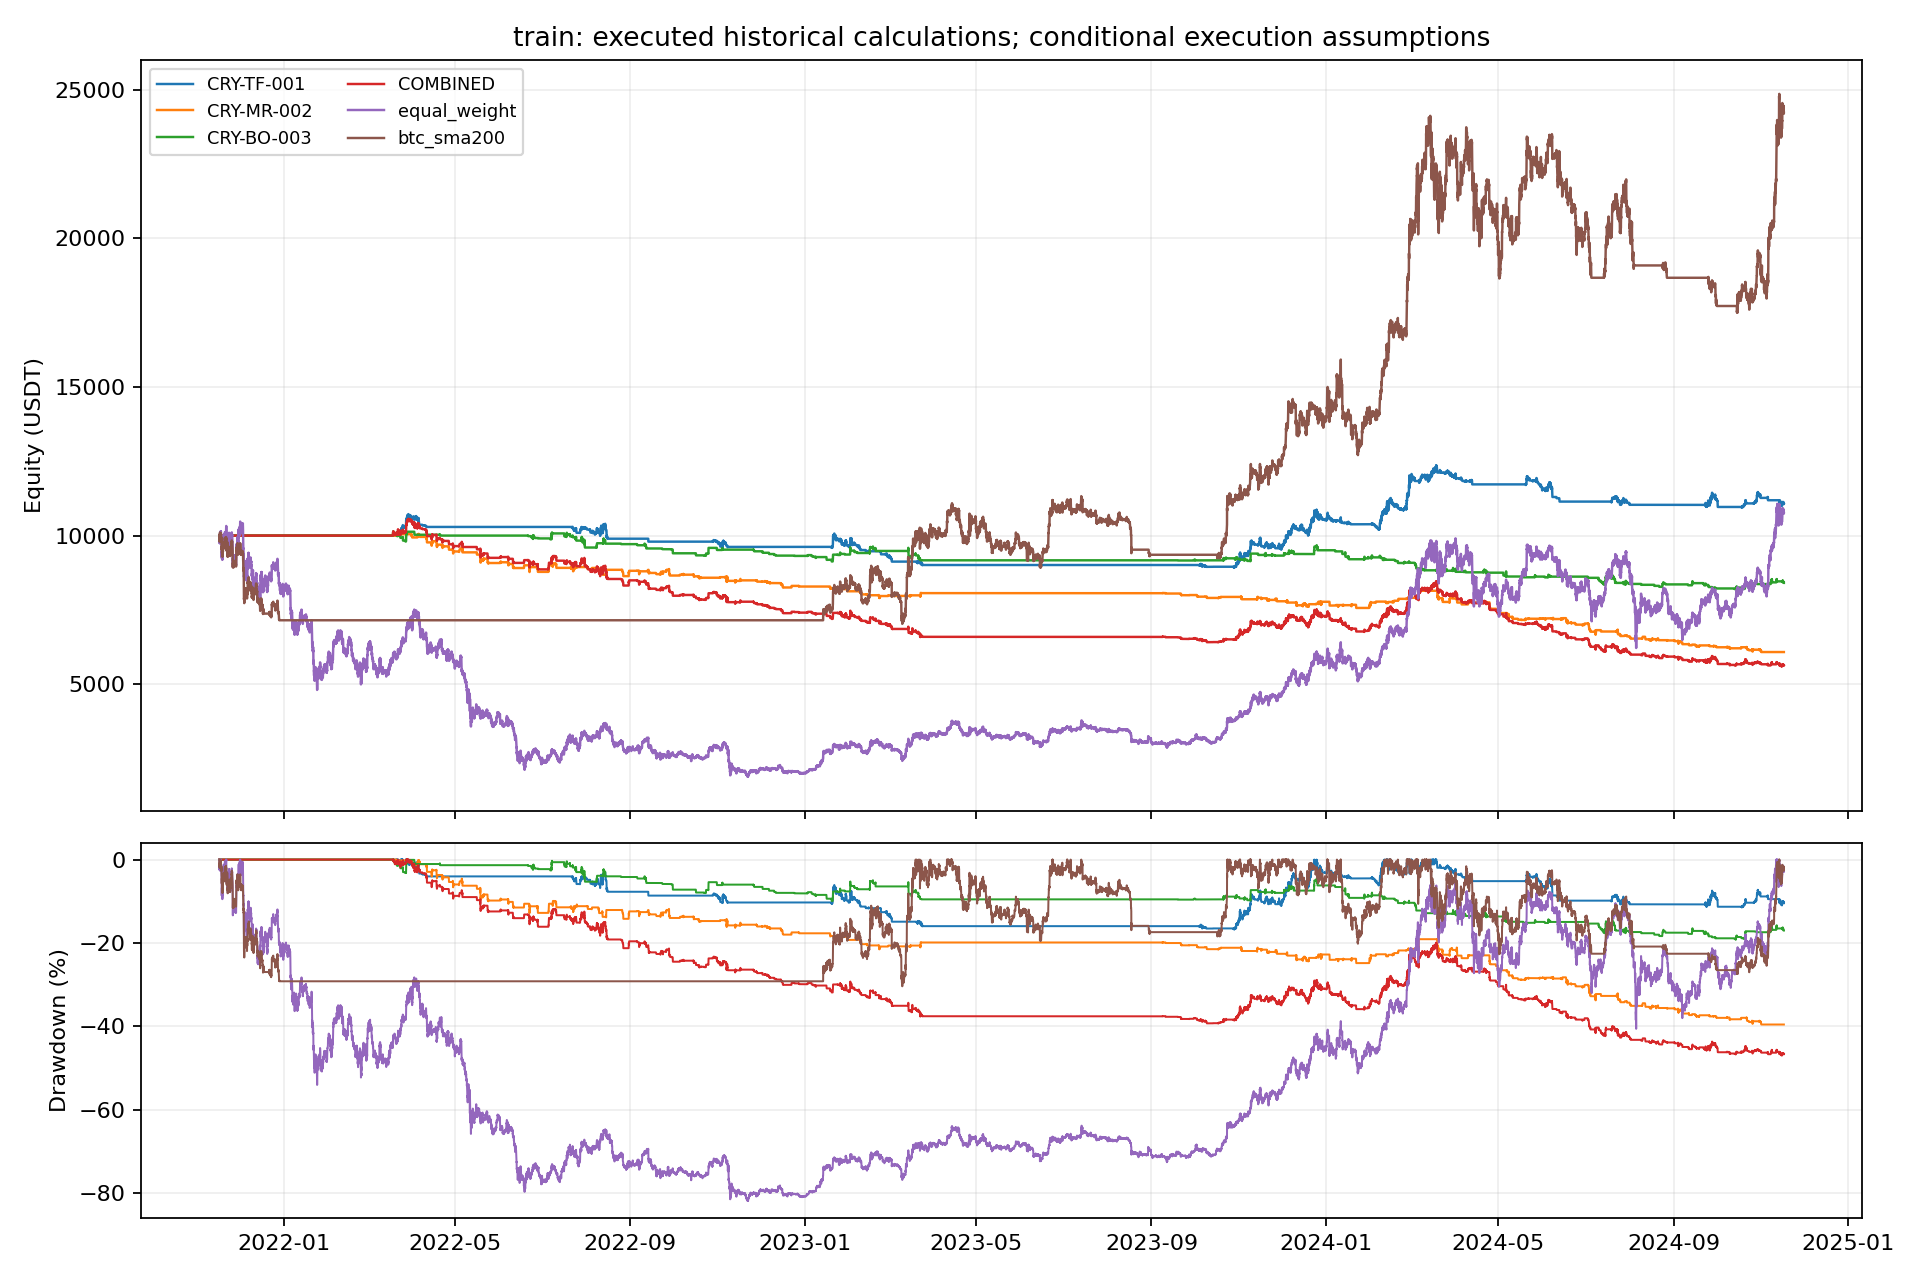 train: executed historical calculations; conditional execution assumptions
CRY-TF-001
CRY-MR-002
CRY-BO-003
COMBINED
equal_weight
btc_sma200
Equity (USDT)
25000
20000
15000
10000
5000
Drawdown (%)
0
−20
−40
−60
−80
2022-01
2022-05
2022-09
2023-01
2023-05
2023-09
2024-01
2024-05
2024-09
2025-01